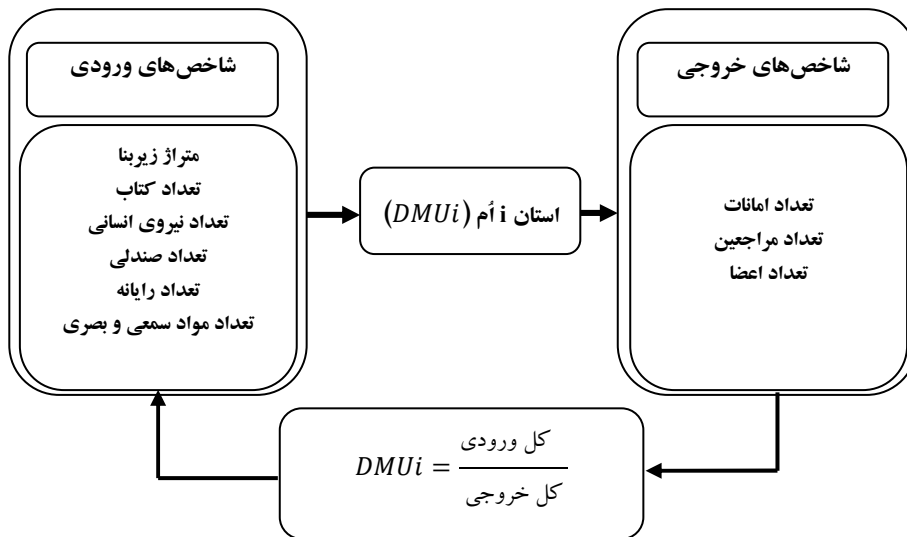 شاخص‌های ورودی
متراژ زیربنا
تعداد کتاب
تعداد نیروی انسانی
تعداد صندلی
تعداد رایانه
تعداد مواد سمعی و بصری
استان i اُم (DMUi)
شاخص‌های خروجی
تعداد امانات
تعداد مراجعین
تعداد اعضا
DMUi = کل ورودی
کل خروجی